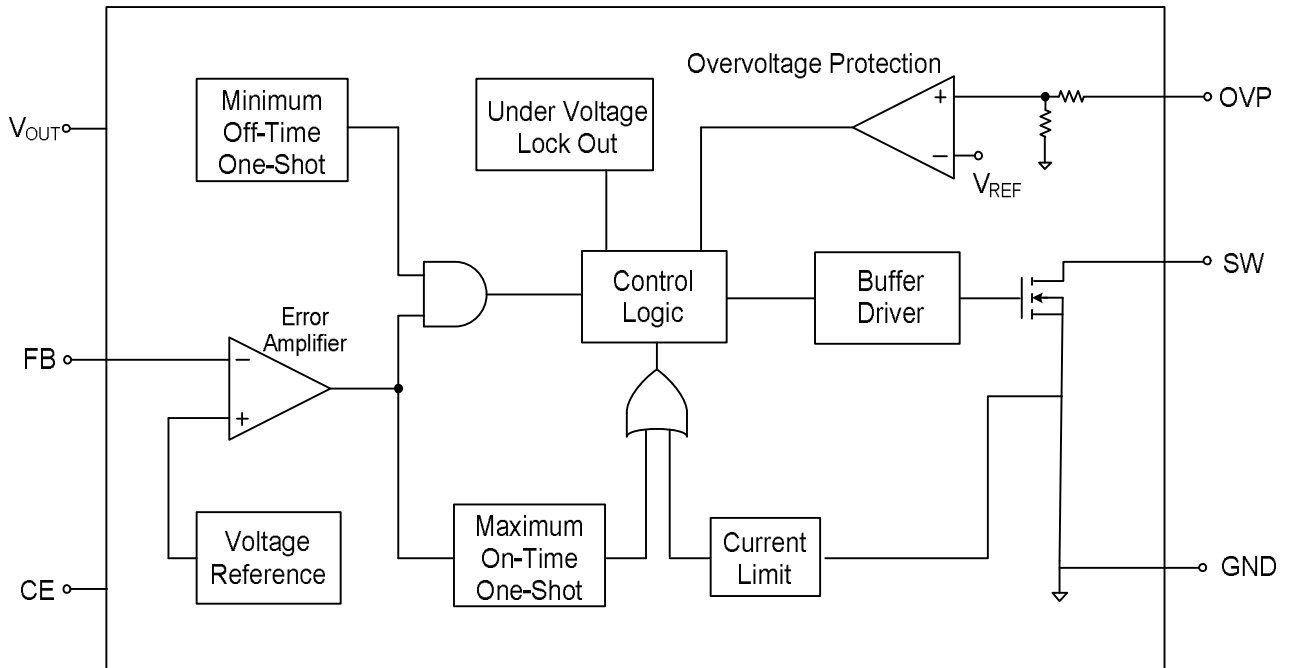 Overvoltage Protection
Minimum
Off-Time
One-Shot
Under Voltage
Lock Out
+
−
VREF
OVP
VOUT
Control
Logic
Buffer
Driver
SW
Error
Amplifier
FB
−
+
Voltage
Reference
Maximum
On-Time
One-Shot
Current
Limit
GND
CE